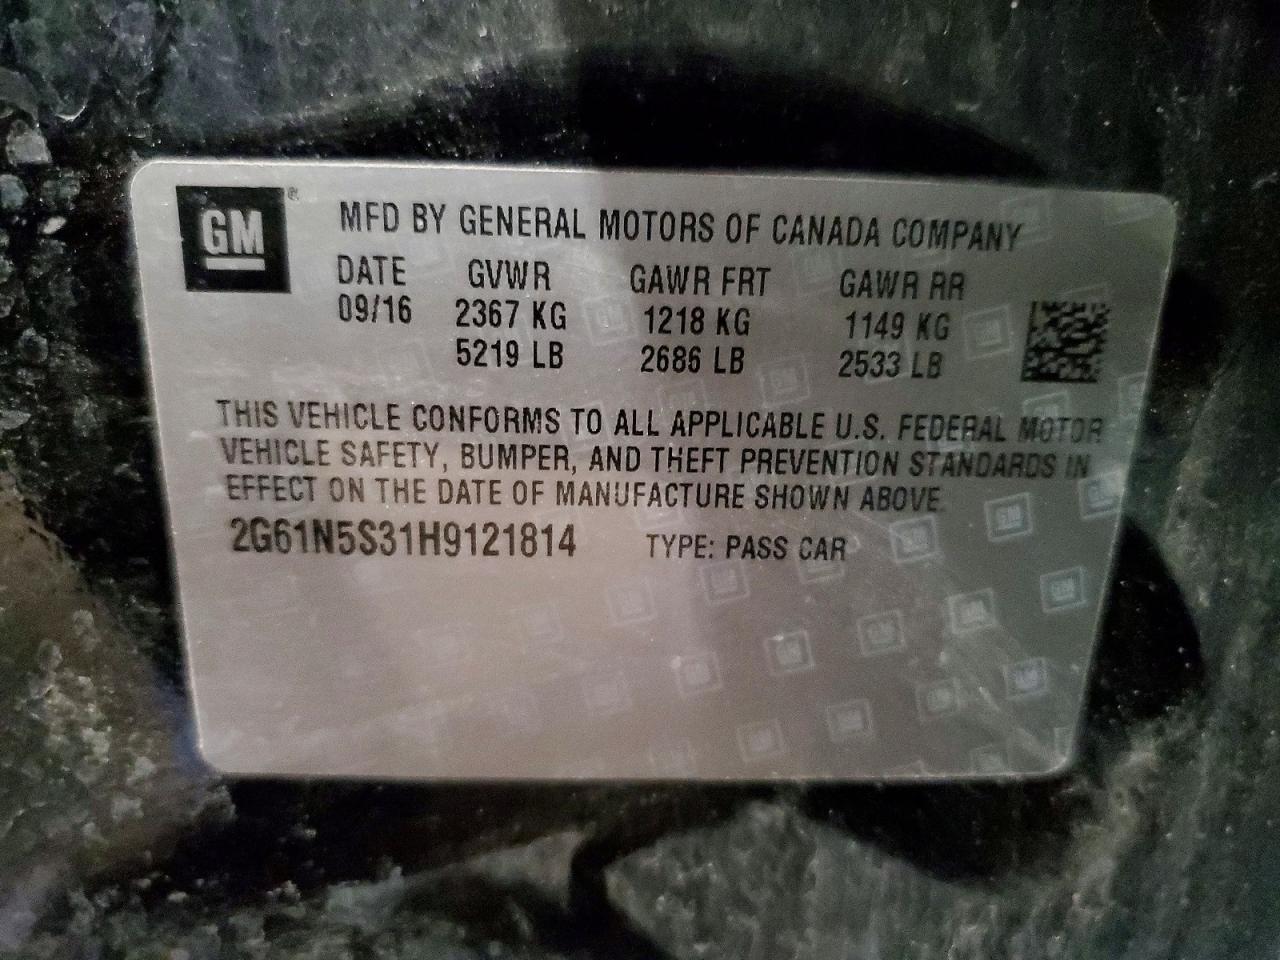 GM®
MFD BY GENERAL MOTORS OF CANADA COMPANY
DATE GVWR GAWR FRT GAWR RR
09/16 2367 KG 1218 KG 1149 KG
5219 LB 2686 LB 2533 LB
THIS VEHICLE CONFORMS TO ALL APPLICABLE U.S. FEDERAL MOTOR
VEHICLE SAFETY, BUMPER, AND THEFT PREVENTION STANDARDS IN
EFFECT ON THE DATE OF MANUFACTURE SHOWN ABOVE.
2G61N5S31H9121814 TYPE: PASS CAR